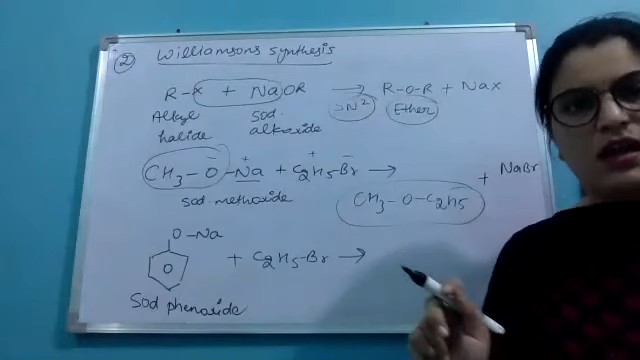 ② Williamsons synthesis
R-X + NaOR → R-O-R + NaX
Alkyl halide
sod. alkoxide
SN²
Ether
CH₃-O⁻-Na⁺ + C₂H₅⁺-Br⁻ → CH₃-O-C₂H₅ + NaBr
sod. methoxide
O-Na
+ C₂H₅-Br →
Sod phenoxide